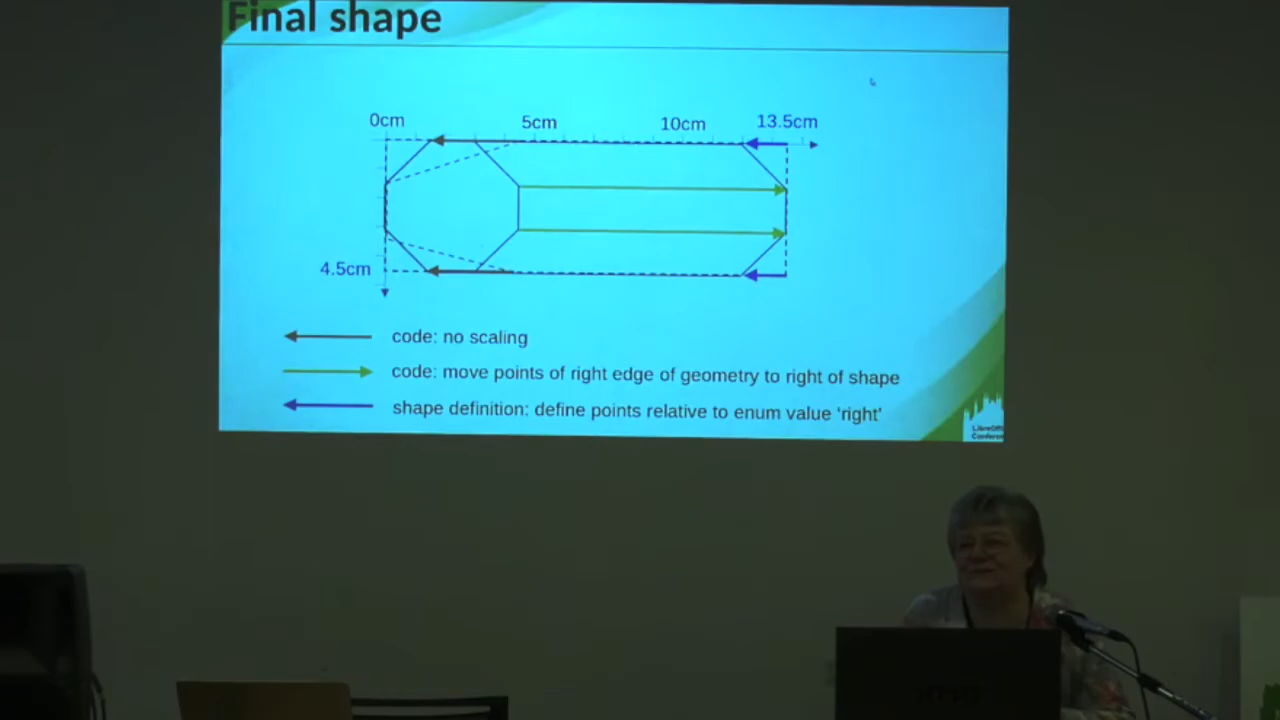 Final shape
0cm
5cm
10cm
13.5cm
4.5cm
code: no scaling
code: move points of right edge of geometry to right of shape
shape definition: define points relative to enum value ‘right’